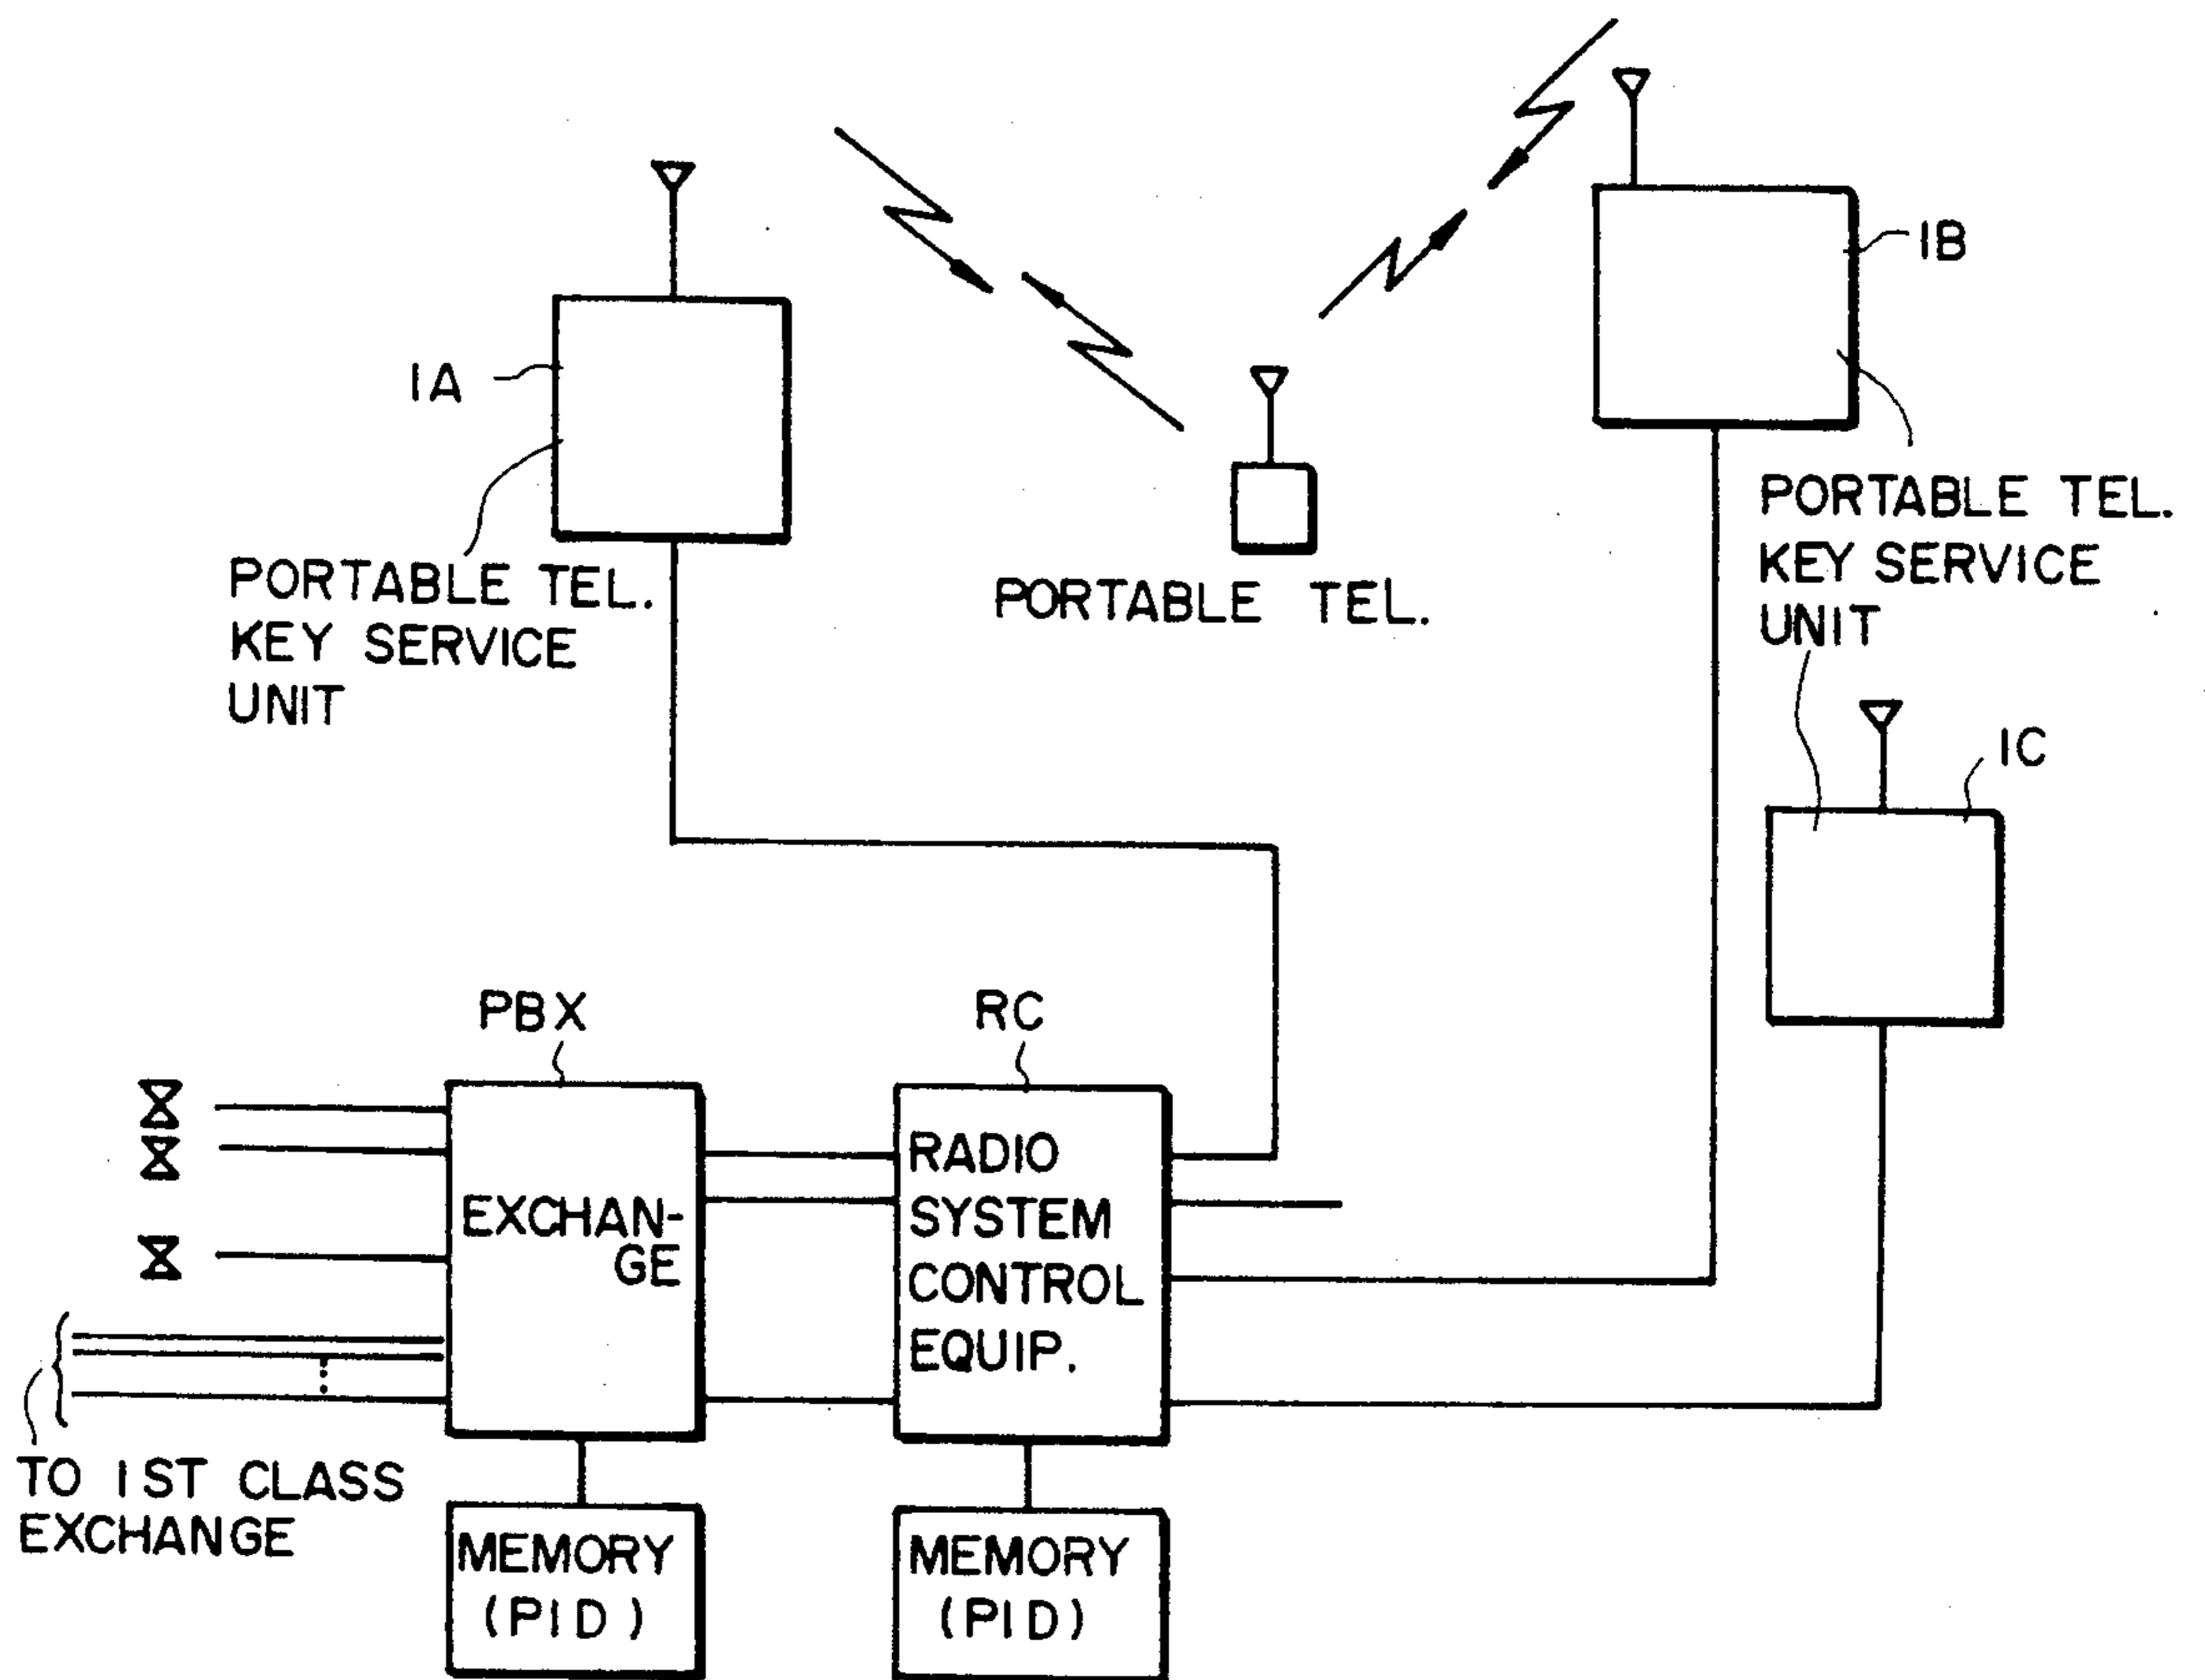 1A
PORTABLE TEL.
KEY SERVICE
UNIT
PORTABLE TEL.
1B
PORTABLE TEL.
KEY SERVICE
UNIT
1C
PBX
RC
EXCHAN-
GE
RADIO
SYSTEM
CONTROL
EQUIP.
TO 1ST CLASS
EXCHANGE
MEMORY
(PID)
MEMORY
(PID)